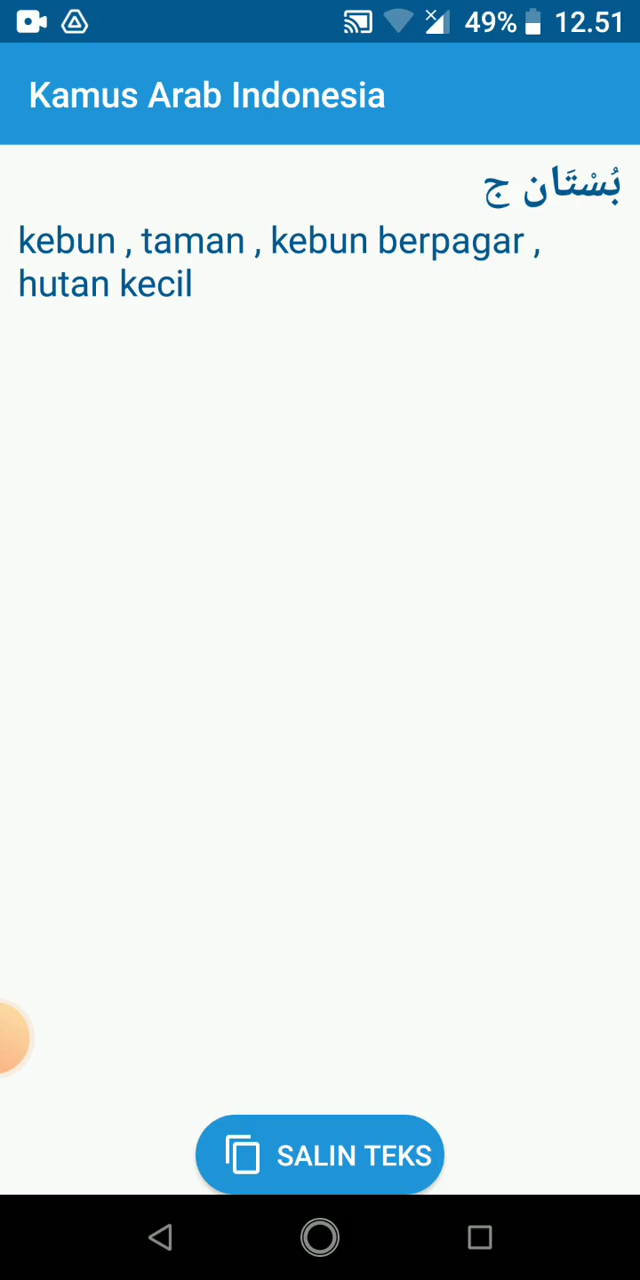 49% 12.51
Kamus Arab Indonesia
بُسْتَان ج
kebun , taman , kebun berpagar ,
hutan kecil
SALIN TEKS